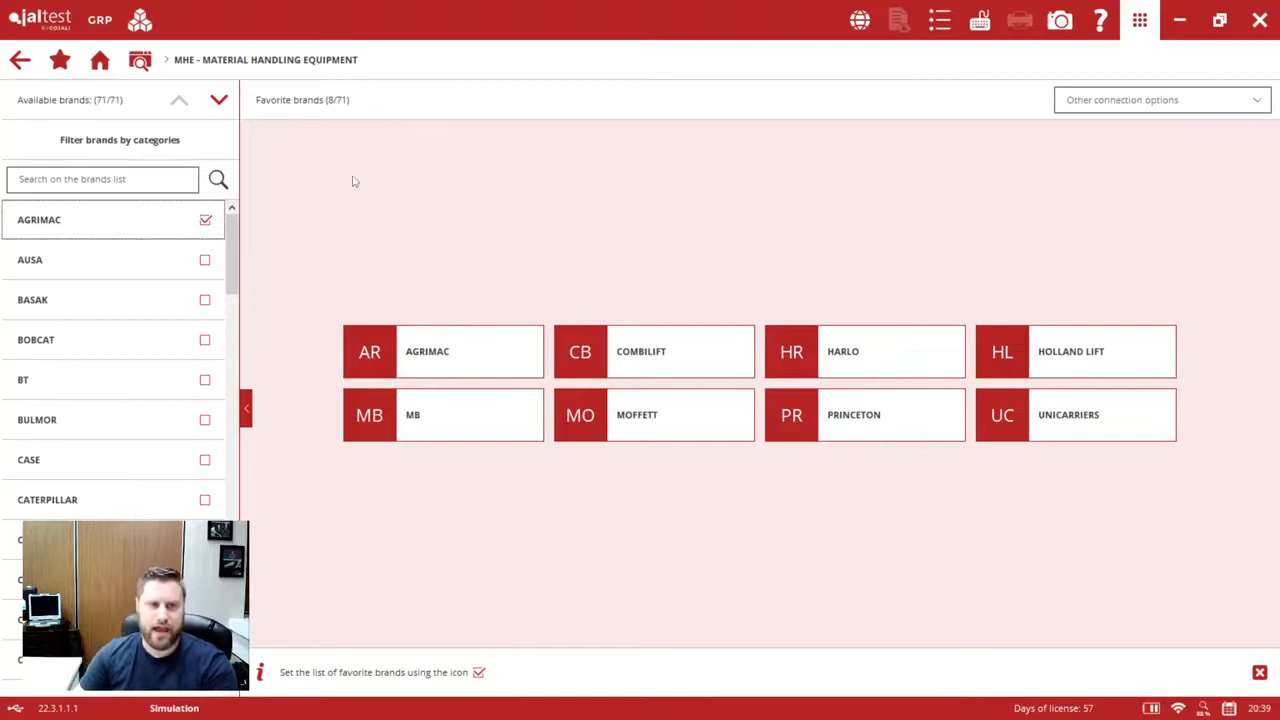 jaltest
BY COJALI
GRP
MHE - MATERIAL HANDLING EQUIPMENT
Available brands: (71/71)
Favorite brands (8/71)
Other connection options
Filter brands by categories
Search on the brands list
AGRIMAC
AUSA
BASAK
BOBCAT
BT
BULMOR
CASE
CATERPILLAR
AR AGRIMAC
CB COMBILIFT
HR HARLO
HL HOLLAND LIFT
MB MB
MO MOFFETT
PR PRINCETON
UC UNICARRIERS
Set the list of favorite brands using the icon
22.3.1.1.1
Simulation
Days of license: 57
80 %
20:39